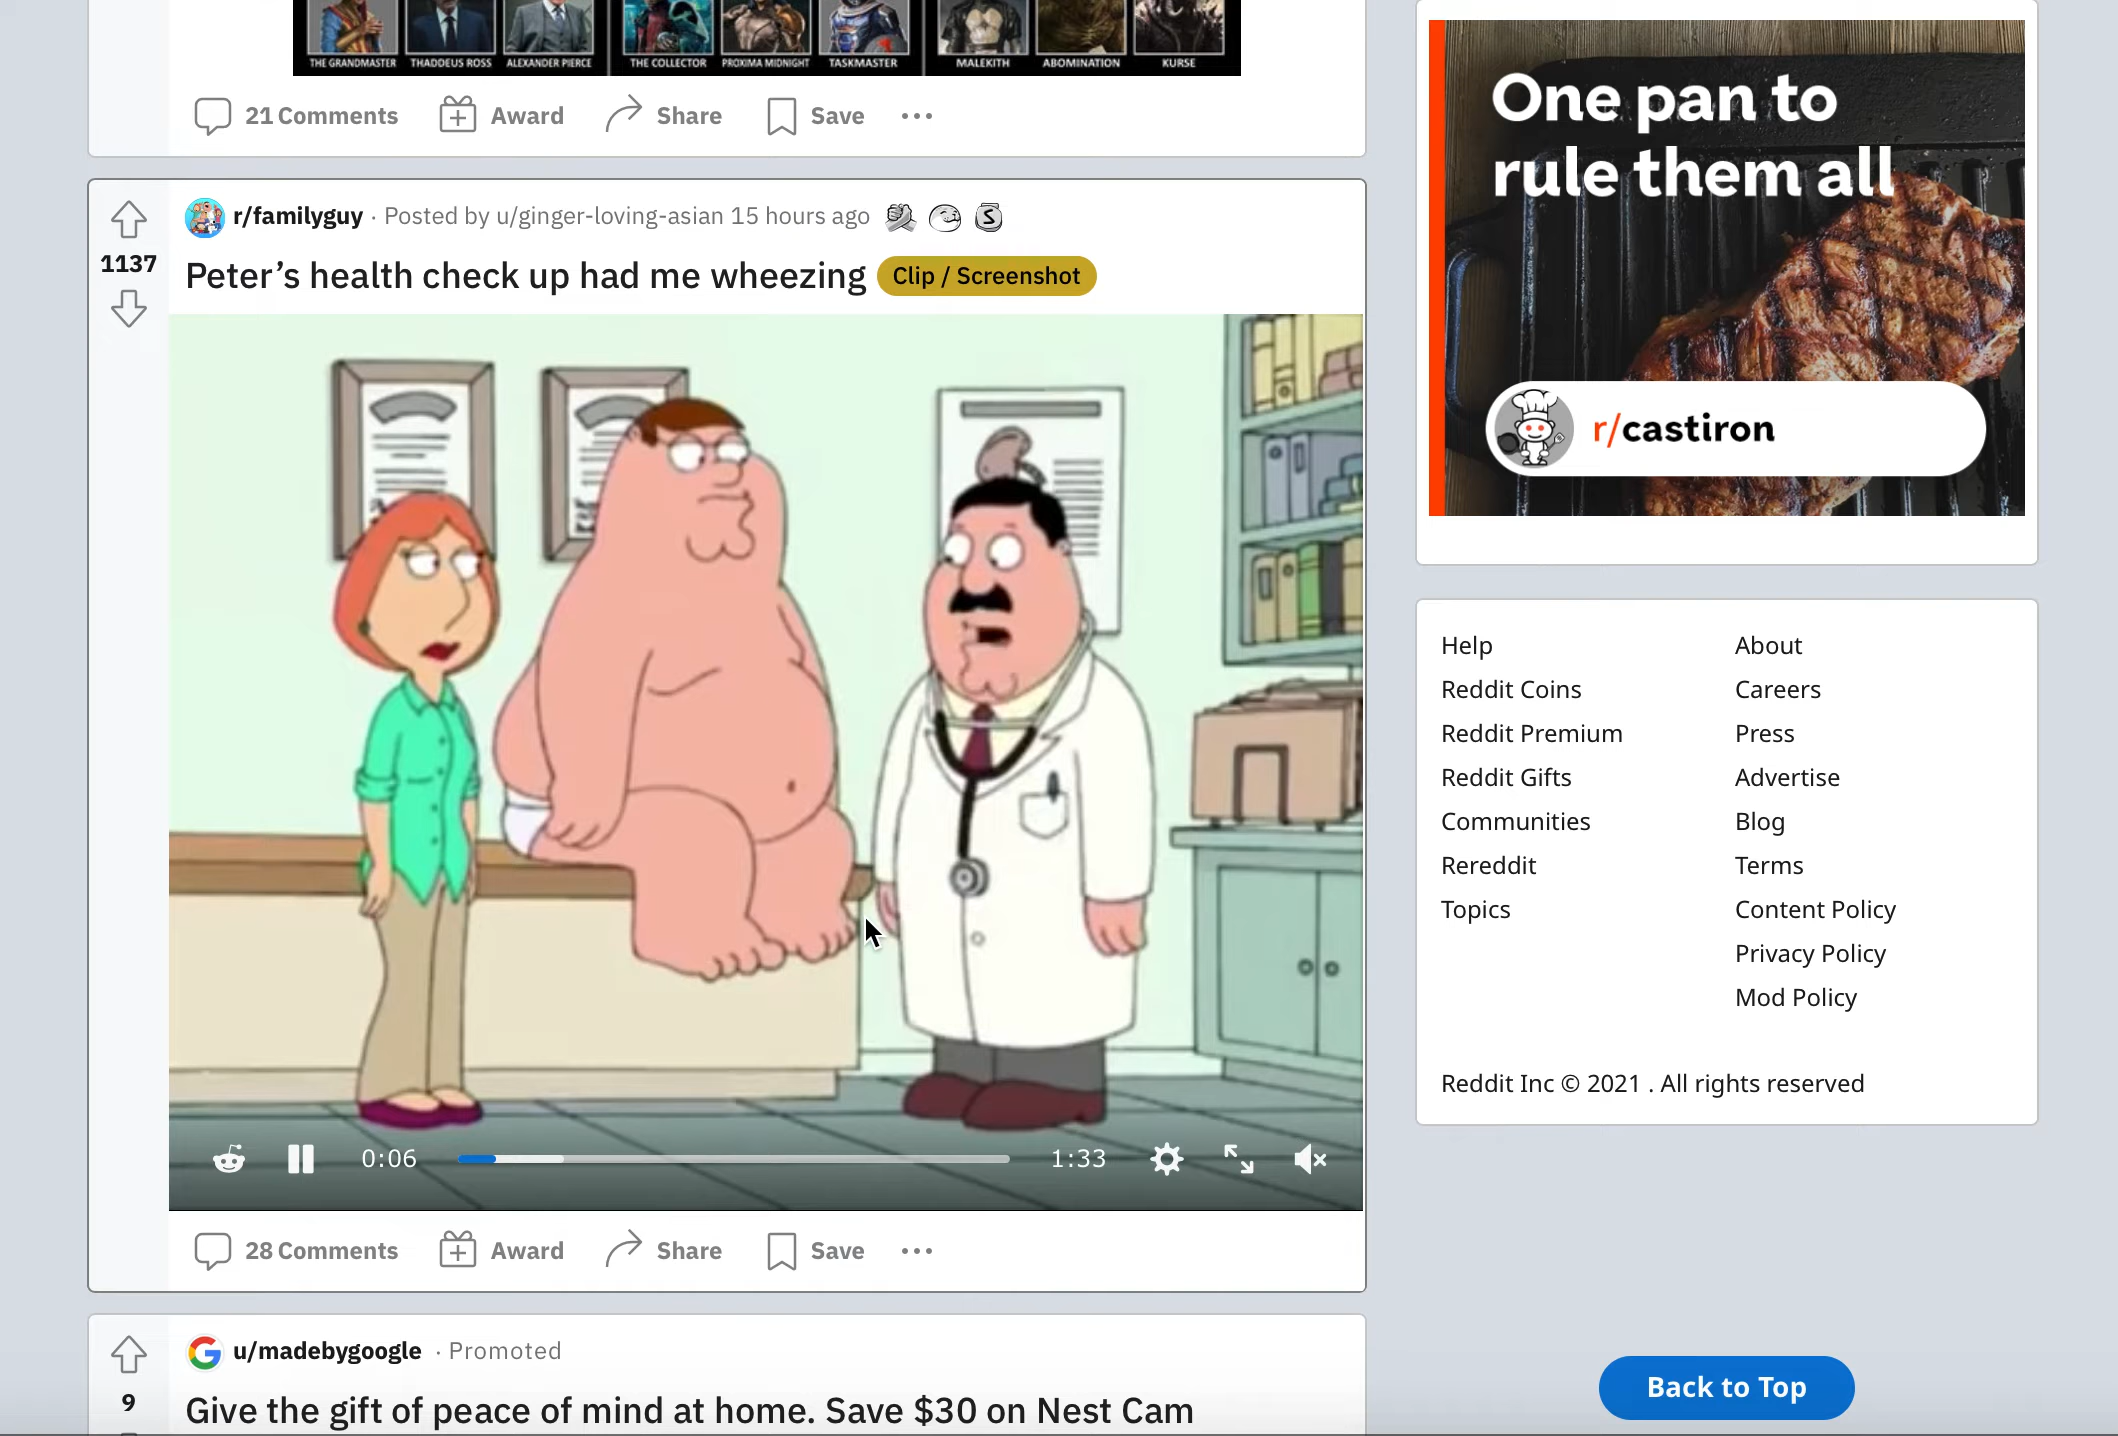 THE GRANDMASTER THADDEUS ROSS ALEXANDER PIERCE THE COLLECTOR PROXIMA MIDNIGHT TASKMASTER MALEKITH ABOMINATION KURSE
21 Comments Award Share Save
r/familyguy · Posted by u/ginger-loving-asian 15 hours ago
1137
Peter’s health check up had me wheezing Clip / Screenshot
0:06 1:33
28 Comments Award Share Save
u/madebygoogle · Promoted
9
Give the gift of peace of mind at home. Save $30 on Nest Cam
One pan to
rule them all
r/castiron
Help
Reddit Coins
Reddit Premium
Reddit Gifts
Communities
Rereddit
Topics
About
Careers
Press
Advertise
Blog
Terms
Content Policy
Privacy Policy
Mod Policy
Reddit Inc © 2021 . All rights reserved
Back to Top